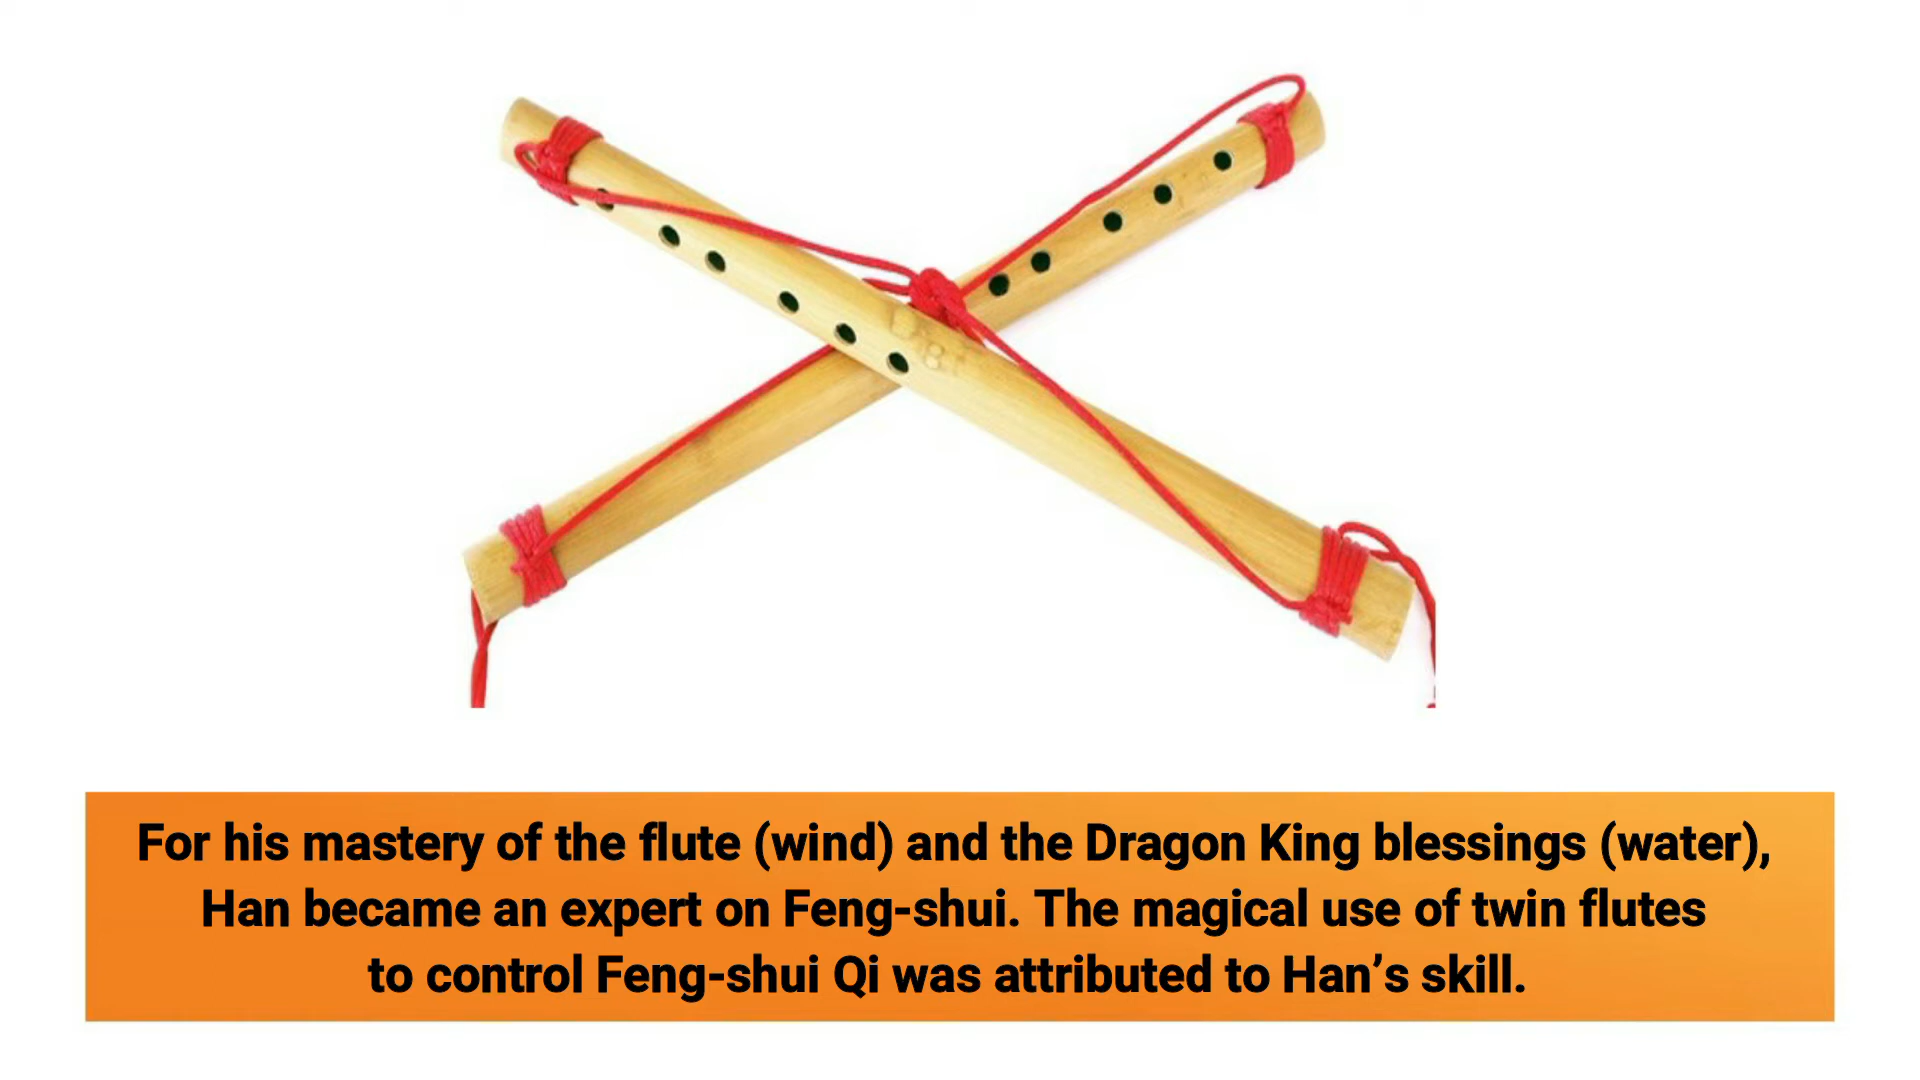 For his mastery of the flute (wind) and the Dragon King blessings (water),
Han became an expert on Feng-shui. The magical use of twin flutes
to control Feng-shui Qi was attributed to Han’s skill.